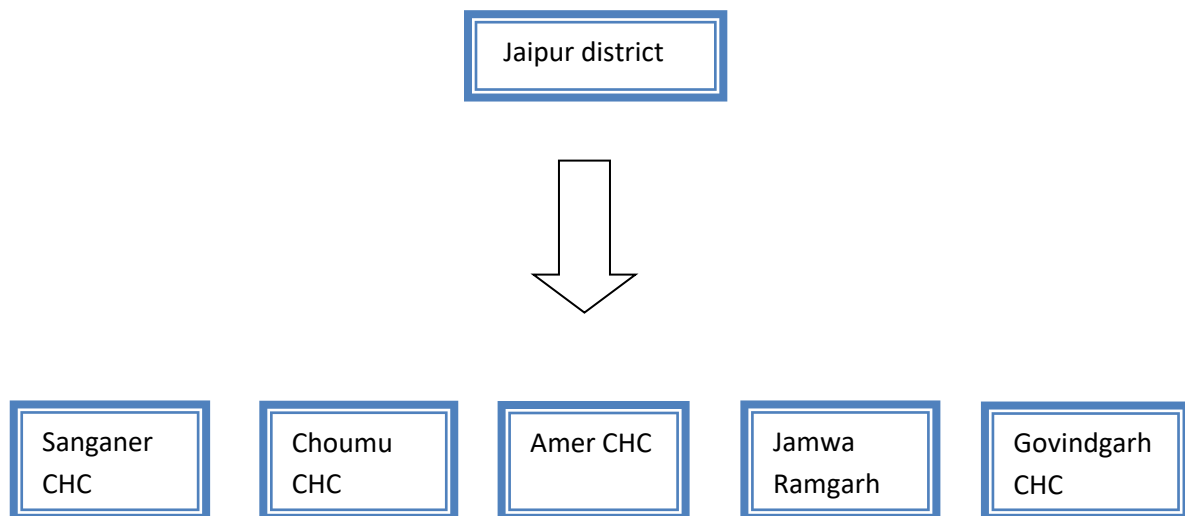 Jaipur district
Sanganer
CHC
Choumu
CHC
Amer CHC
Jamwa
Ramgarh
Govindgarh
CHC